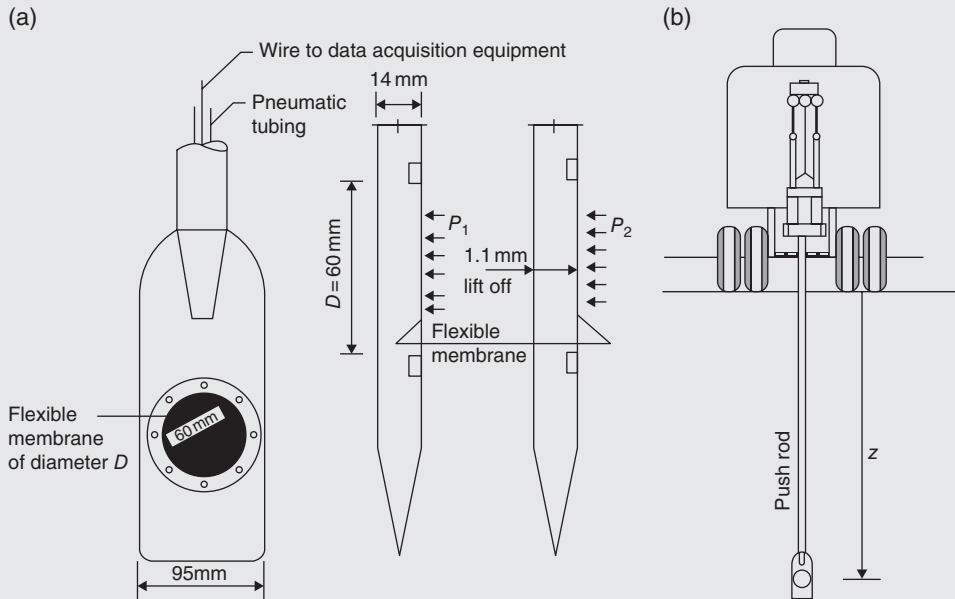 (a)
Wire to data acquisition equipment
Pneumatic
tubing
14 mm
D = 60 mm
P1
P2
1.1 mm
lift off
Flexible
membrane
Flexible
membrane
of diameter D
60 mm
95mm
(b)
Push rod
z